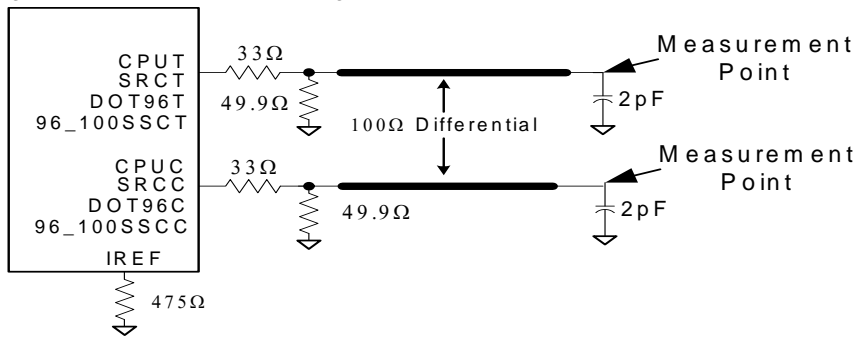 CPUT
SRCT
DOT96T
96_100SSCT
33Ω
49.9Ω
Measurement
Point
2pF
100Ω Differential
CPUC
SRCC
DOT96C
96_100SSCC
33Ω
49.9Ω
Measurement
Point
2pF
IREF
475Ω